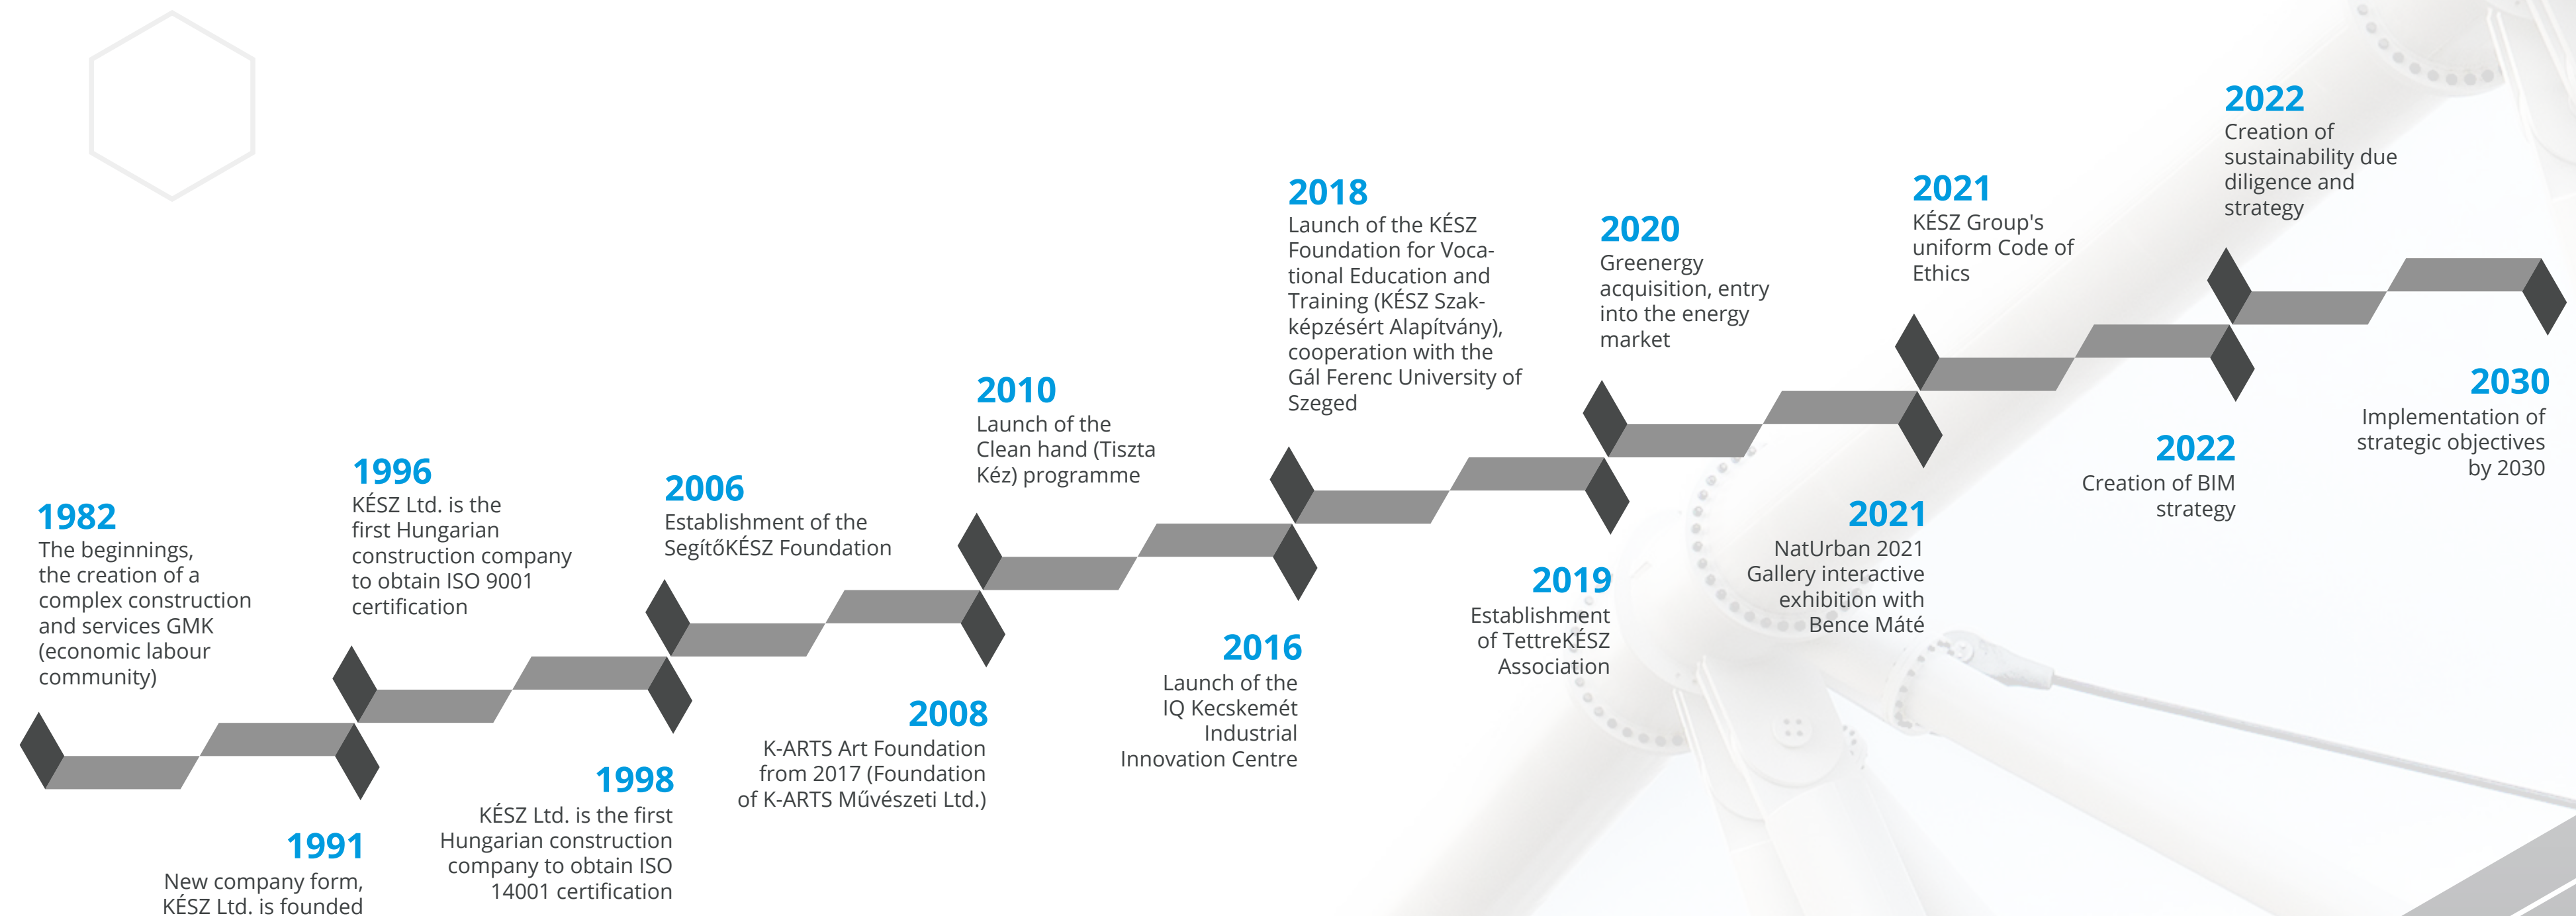 1982
The beginnings,
the creation of a
complex construction
and services GMK
(economic labour
community)
1991
New company form,
KÉSZ Ltd. is founded
1996
KÉSZ Ltd. is the
first Hungarian
construction company
to obtain ISO 9001
certification
1998
KÉSZ Ltd. is the first
Hungarian construction
company to obtain ISO
14001 certification
2006
Establishment of the
SegítőKÉSZ Foundation
2008
K-ARTS Art Foundation
from 2017 (Foundation
of K-ARTS Művészeti Ltd.)
2010
Launch of the
Clean hand (Tiszta
Kéz) programme
2016
Launch of the
IQ Kecskemét
Industrial
Innovation Centre
2018
Launch of the KÉSZ
Foundation for Voca-
tional Education and
Training (KÉSZ Szak-
képzésért Alapítvány),
cooperation with the
Gál Ferenc University of
Szeged
2019
Establishment
of TettreKÉSZ
Association
2020
Greenergy
acquisition, entry
into the energy
market
2021
NatUrban 2021
Gallery interactive
exhibition with
Bence Máté
2021
KÉSZ Group's
uniform Code of
Ethics
2022
Creation of BIM
strategy
2022
Creation of
sustainability due
diligence and
strategy
2030
Implementation of
strategic objectives
by 2030